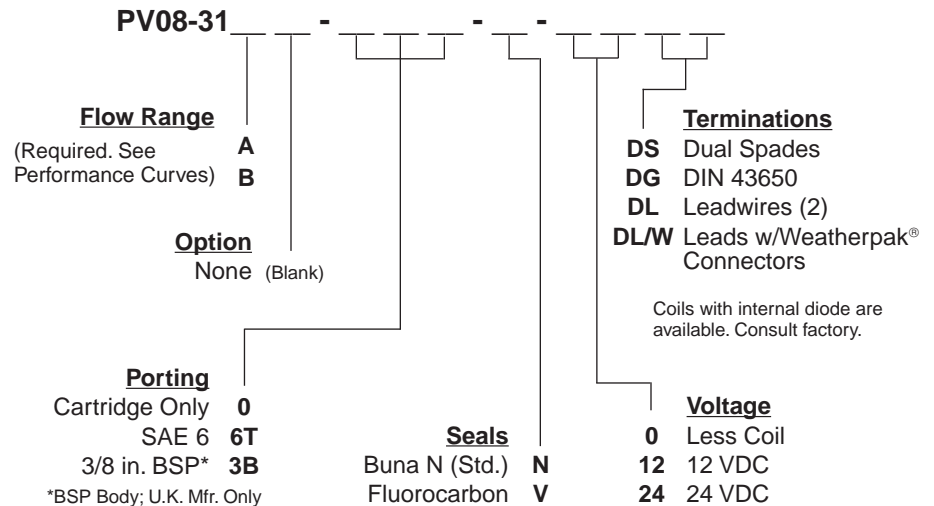 PV08-31__ __ - __ __ __ - __ - __ __ __ __
Flow Range
(Required. See
Performance Curves)
A
B
Option
None (Blank)
Porting
Cartridge Only 0
SAE 6 6T
3/8 in. BSP* 3B
*BSP Body; U.K. Mfr. Only
Seals
Buna N (Std.) N
Fluorocarbon V
Terminations
DS Dual Spades
DG DIN 43650
DL Leadwires (2)
DL/W Leads w/Weatherpak®
Connectors
Coils with internal diode are
available. Consult factory.
Voltage
0 Less Coil
12 12 VDC
24 24 VDC